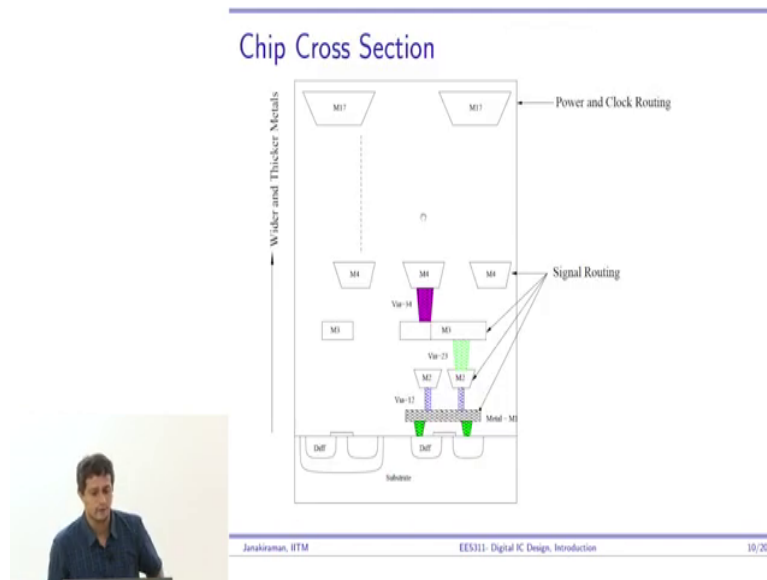 Chip Cross Section
Wider and Thicker Metals
M17
M17
Power and Clock Routing
M4
M4
M4
Signal Routing
Via-34
M3
M3
Via-23
M2
M2
Via-12
Metal - M1
Diff
Diff
Substrate
Janakiraman, IITM
EE5311- Digital IC Design, Introduction
10/20